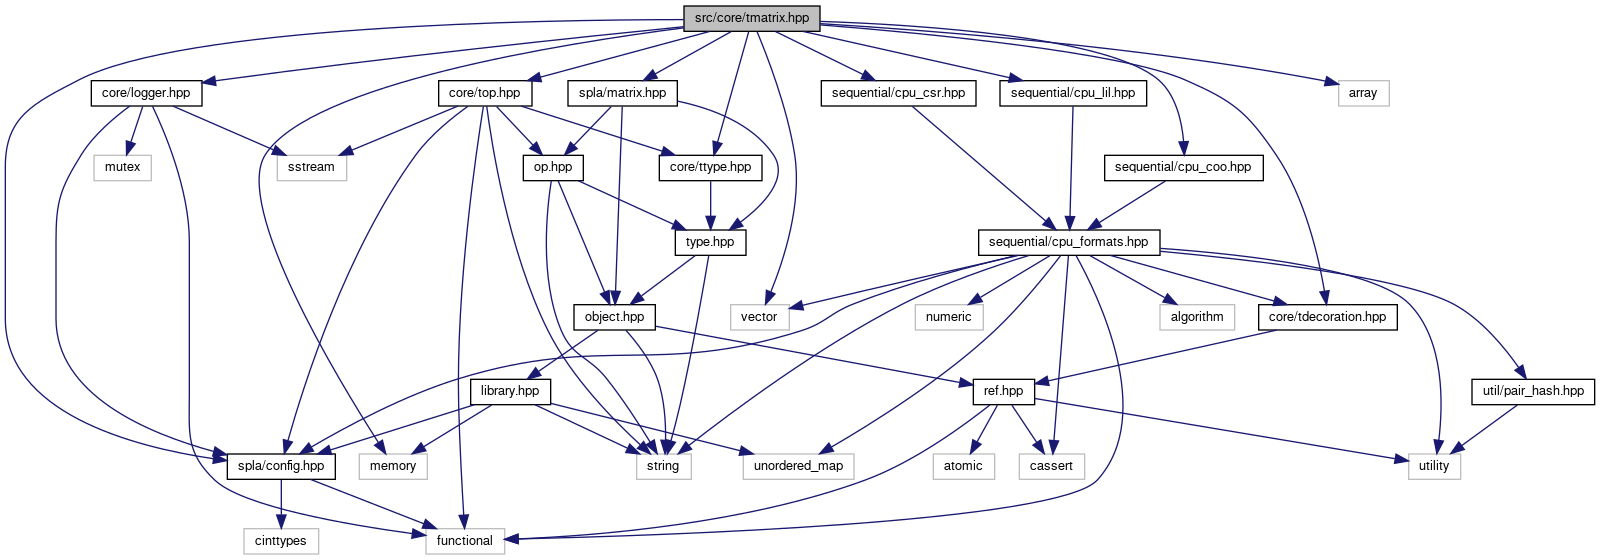 src/core/tmatrix.hpp
core/logger.hpp
core/top.hpp
spla/matrix.hpp
sequential/cpu_csr.hpp
sequential/cpu_lil.hpp
array
mutex
sstream
op.hpp
core/ttype.hpp
sequential/cpu_coo.hpp
type.hpp
sequential/cpu_formats.hpp
object.hpp
vector
numeric
algorithm
core/tdecoration.hpp
library.hpp
ref.hpp
util/pair_hash.hpp
spla/config.hpp
memory
string
unordered_map
atomic
cassert
utility
cinttypes
functional